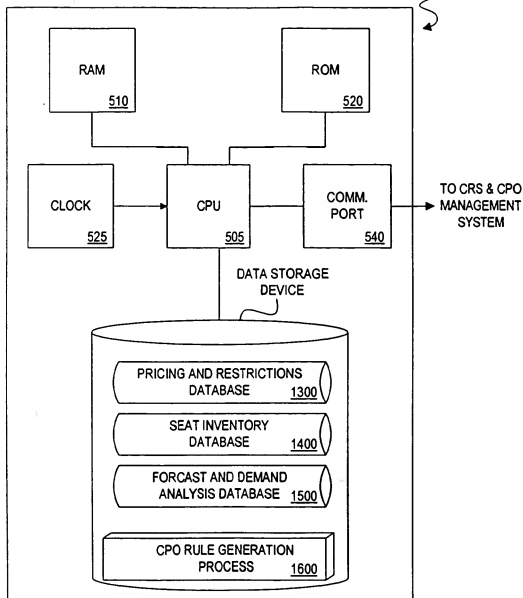 RAM
510
ROM
520
CLOCK
525
CPU
505
COMM.
PORT
540
TO CRS & CPO
MANAGEMENT
SYSTEM
DATA STORAGE
DEVICE
PRICING AND RESTRICTIONS
DATABASE 1300
SEAT INVENTORY
DATABASE 1400
FORCAST AND DEMAND
ANALYSIS DATABASE 1500
CPO RULE GENERATION
PROCESS 1600